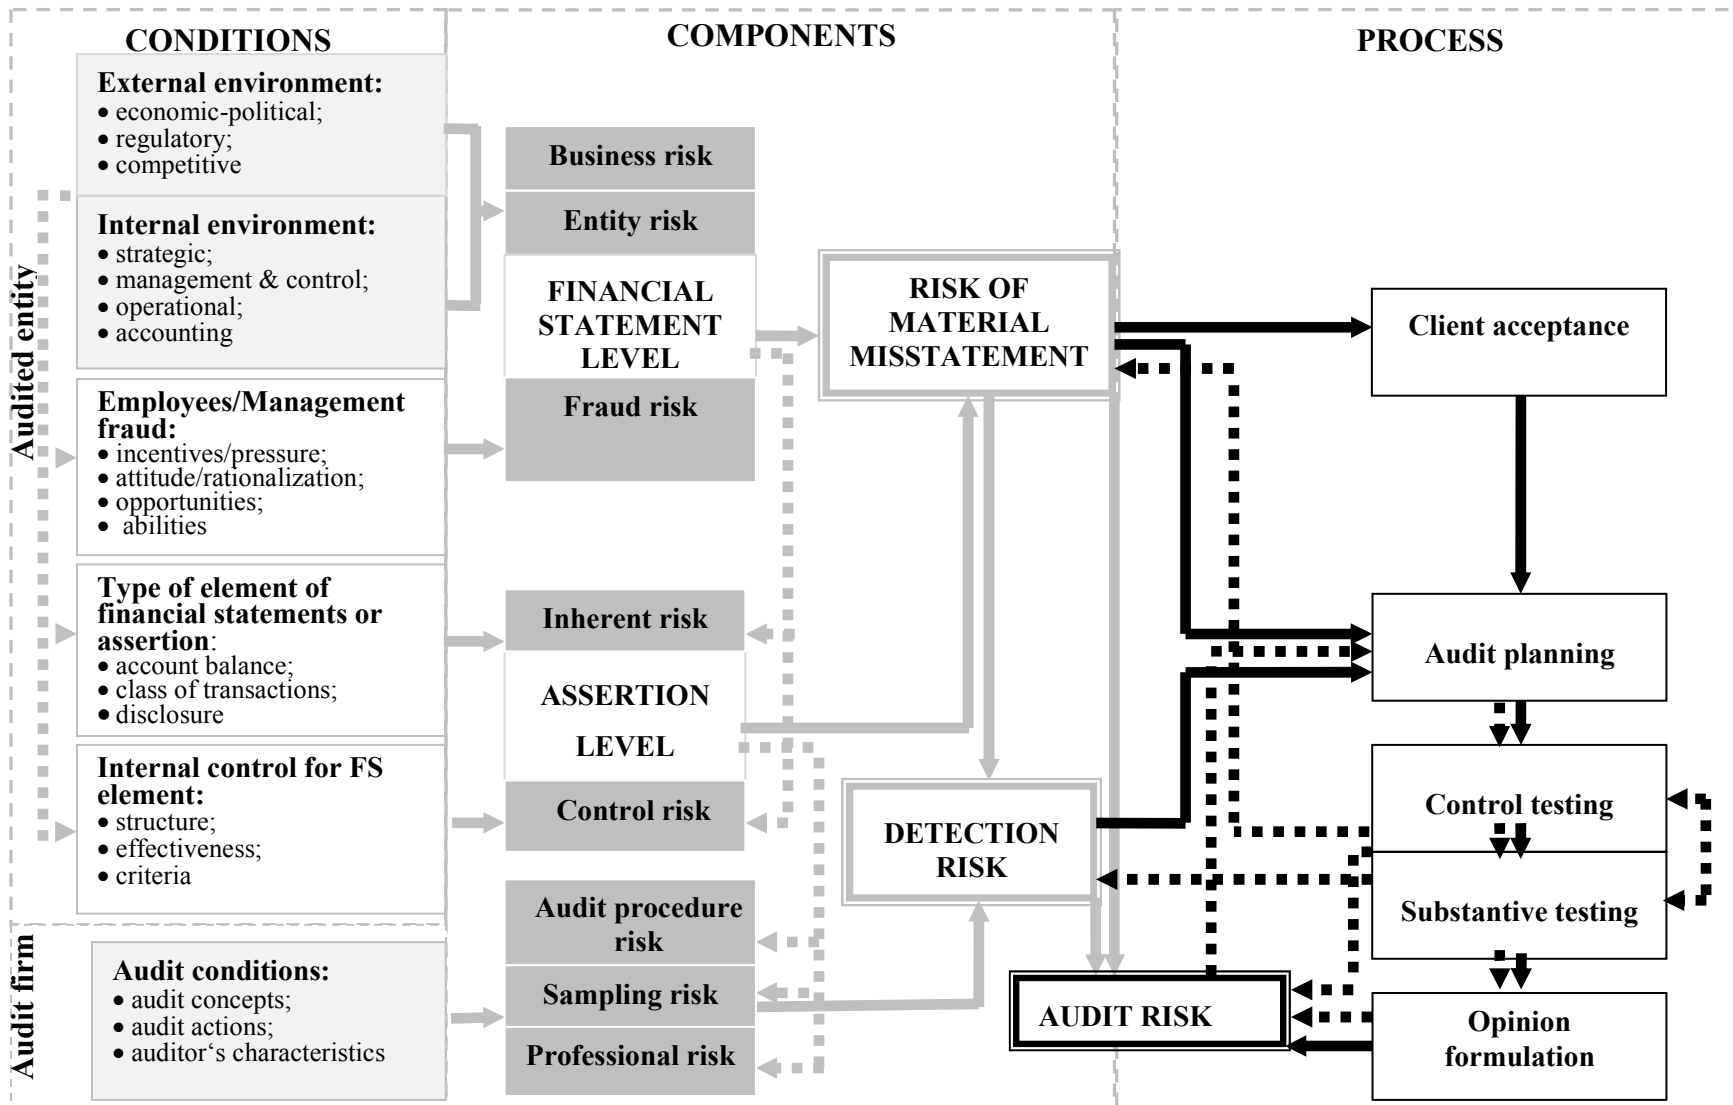 CONDITIONS
COMPONENTS
PROCESS
Audited entity
External environment:
• economic-political;
• regulatory;
• competitive
Internal environment:
• strategic;
• management & control;
• operational;
• accounting
Employees/Management
fraud:
• incentives/pressure;
• attitude/rationalization;
• opportunities;
• abilities
Type of element of
financial statements or
assertion:
• account balance;
• class of transactions;
• disclosure
Internal control for FS
element:
• structure;
• effectiveness;
• criteria
Audit firm
Audit conditions:
• audit concepts;
• audit actions;
• auditor‘s characteristics
Business risk
Entity risk
FINANCIAL
STATEMENT
LEVEL
Fraud risk
Inherent risk
ASSERTION
LEVEL
Control risk
Audit procedure
risk
Sampling risk
Professional risk
RISK OF
MATERIAL
MISSTATEMENT
DETECTION
RISK
AUDIT RISK
Client acceptance
Audit planning
Control testing
Substantive testing
Opinion
formulation